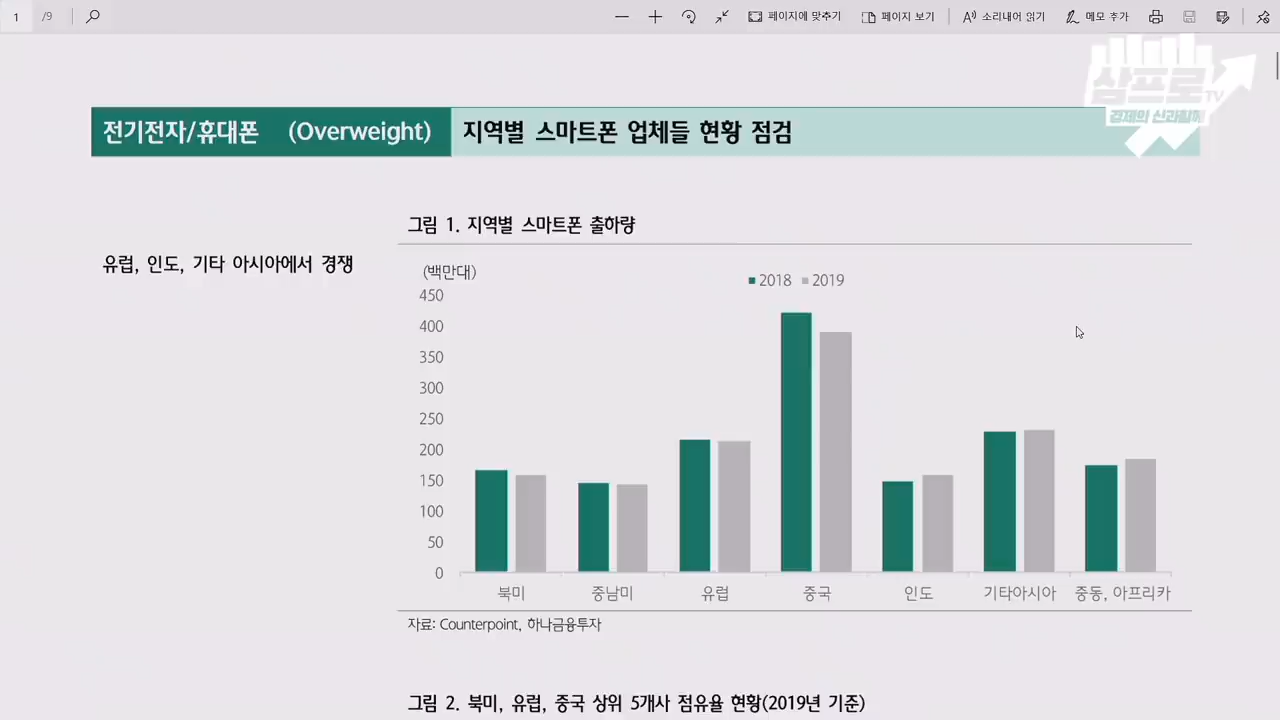 1 /9 페이지에 맞추기 페이지 보기 소리내어 읽기 메모 추가
삼프로TV
경제의 신과함께
전기전자/휴대폰 (Overweight) 지역별 스마트폰 업체들 현황 점검
그림 1. 지역별 스마트폰 출하량
유럽, 인도, 기타 아시아에서 경쟁
(백만대)
2018 2019
450
400
350
300
250
200
150
100
50
0
북미 중남미 유럽 중국 인도 기타아시아 중동, 아프리카
자료: Counterpoint, 하나금융투자
그림 2. 북미, 유럽, 중국 상위 5개사 점유율 현황(2019년 기준)